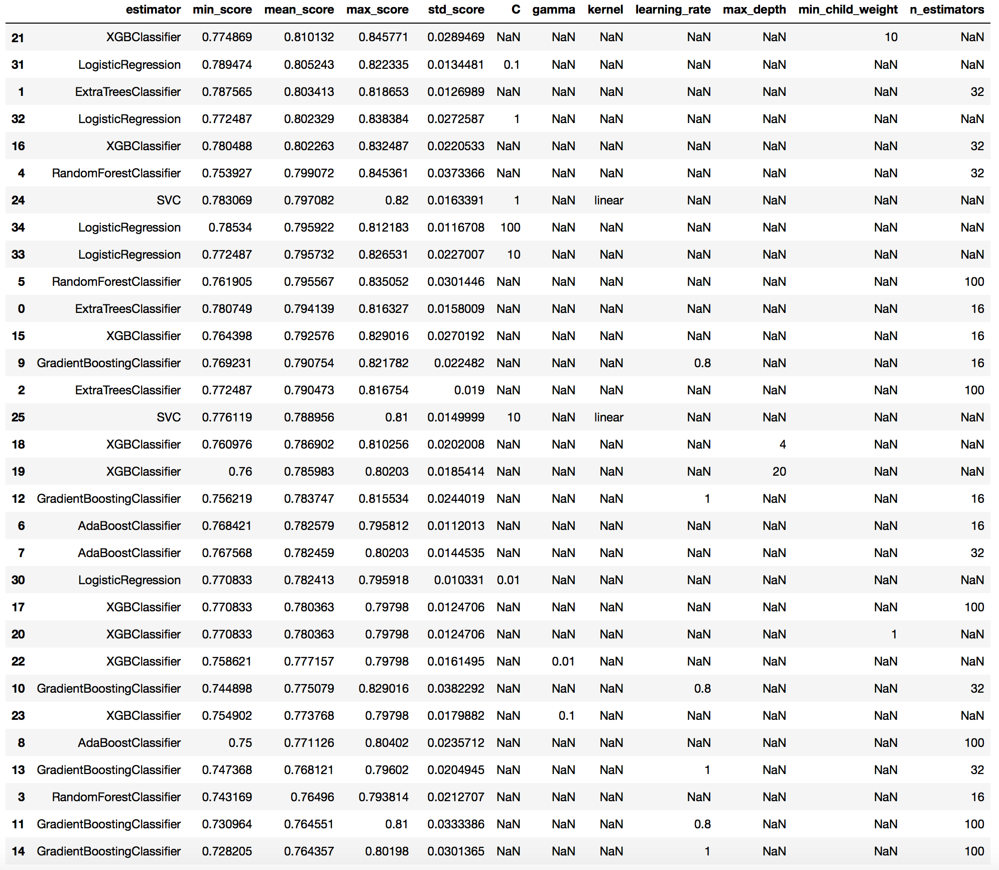 estimator min_score mean_score max_score std_score C gamma kernel learning_rate max_depth min_child_weight n_estimators
21 XGBClassifier 0.774869 0.810132 0.845771 0.0289469 NaN NaN NaN NaN NaN 10 NaN
31 LogisticRegression 0.789474 0.805243 0.822335 0.0134481 0.1 NaN NaN NaN NaN NaN NaN
1 ExtraTreesClassifier 0.787565 0.803413 0.818653 0.0126989 NaN NaN NaN NaN NaN NaN 32
32 LogisticRegression 0.772487 0.802329 0.838384 0.0272587 1 NaN NaN NaN NaN NaN NaN
16 XGBClassifier 0.780488 0.802263 0.832487 0.0220533 NaN NaN NaN NaN NaN NaN 32
4 RandomForestClassifier 0.753927 0.799072 0.845361 0.0373366 NaN NaN NaN NaN NaN NaN 32
24 SVC 0.783069 0.797082 0.82 0.0163391 1 NaN linear NaN NaN NaN NaN
34 LogisticRegression 0.78534 0.795922 0.812183 0.0116708 100 NaN NaN NaN NaN NaN NaN
33 LogisticRegression 0.772487 0.795732 0.826531 0.0227007 10 NaN NaN NaN NaN NaN NaN
5 RandomForestClassifier 0.761905 0.795567 0.835052 0.0301446 NaN NaN NaN NaN NaN NaN 100
0 ExtraTreesClassifier 0.780749 0.794139 0.816327 0.0158009 NaN NaN NaN NaN NaN NaN 16
15 XGBClassifier 0.764398 0.792576 0.829016 0.0270192 NaN NaN NaN NaN NaN NaN 16
9 GradientBoostingClassifier 0.769231 0.790754 0.821782 0.022482 NaN NaN NaN 0.8 NaN NaN 16
2 ExtraTreesClassifier 0.772487 0.790473 0.816754 0.019 NaN NaN NaN NaN NaN NaN 100
25 SVC 0.776119 0.788956 0.81 0.0149999 10 NaN linear NaN NaN NaN NaN
18 XGBClassifier 0.760976 0.786902 0.810256 0.0202008 NaN NaN NaN NaN 4 NaN NaN
19 XGBClassifier 0.76 0.785983 0.80203 0.0185414 NaN NaN NaN NaN 20 NaN NaN
12 GradientBoostingClassifier 0.756219 0.783747 0.815534 0.0244019 NaN NaN NaN 1 NaN NaN 16
6 AdaBoostClassifier 0.768421 0.782579 0.795812 0.0112013 NaN NaN NaN NaN NaN NaN 16
7 AdaBoostClassifier 0.767568 0.782459 0.80203 0.0144535 NaN NaN NaN NaN NaN NaN 32
30 LogisticRegression 0.770833 0.782413 0.795918 0.010331 0.01 NaN NaN NaN NaN NaN NaN
17 XGBClassifier 0.770833 0.780363 0.79798 0.0124706 NaN NaN NaN NaN NaN NaN 100
20 XGBClassifier 0.770833 0.780363 0.79798 0.0124706 NaN NaN NaN NaN NaN 1 NaN
22 XGBClassifier 0.758621 0.777157 0.79798 0.0161495 NaN 0.01 NaN NaN NaN NaN NaN
10 GradientBoostingClassifier 0.744898 0.775079 0.829016 0.0382292 NaN NaN NaN 0.8 NaN NaN 32
23 XGBClassifier 0.754902 0.773768 0.79798 0.0179882 NaN 0.1 NaN NaN NaN NaN NaN
8 AdaBoostClassifier 0.75 0.771126 0.80402 0.0235712 NaN NaN NaN NaN NaN NaN 100
13 GradientBoostingClassifier 0.747368 0.768121 0.79602 0.0204945 NaN NaN NaN 1 NaN NaN 32
3 RandomForestClassifier 0.743169 0.76496 0.793814 0.0212707 NaN NaN NaN NaN NaN NaN 16
11 GradientBoostingClassifier 0.730964 0.764551 0.81 0.0333386 NaN NaN NaN 0.8 NaN NaN 100
14 GradientBoostingClassifier 0.728205 0.764357 0.80198 0.0301365 NaN NaN NaN 1 NaN NaN 100